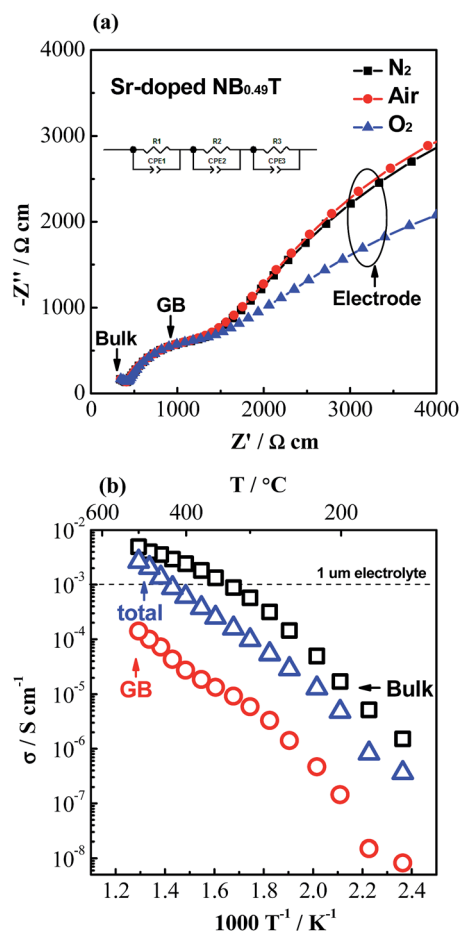 (a)
-Z'' / Ω cm
4000
3000
2000
1000
0
Sr-doped NB0.49T
N2
Air
O2
R1 R2 R3
CPE1 CPE2 CPE3
GB
Bulk
Electrode
0 1000 2000 3000 4000
Z' / Ω cm
(b)
T / °C
600 400 200
σ / S cm-1
10-2
10-3
10-4
10-5
10-6
10-7
10-8
1 um electrolyte
total
GB
Bulk
1.2 1.4 1.6 1.8 2.0 2.2 2.4
1000 T-1 / K-1